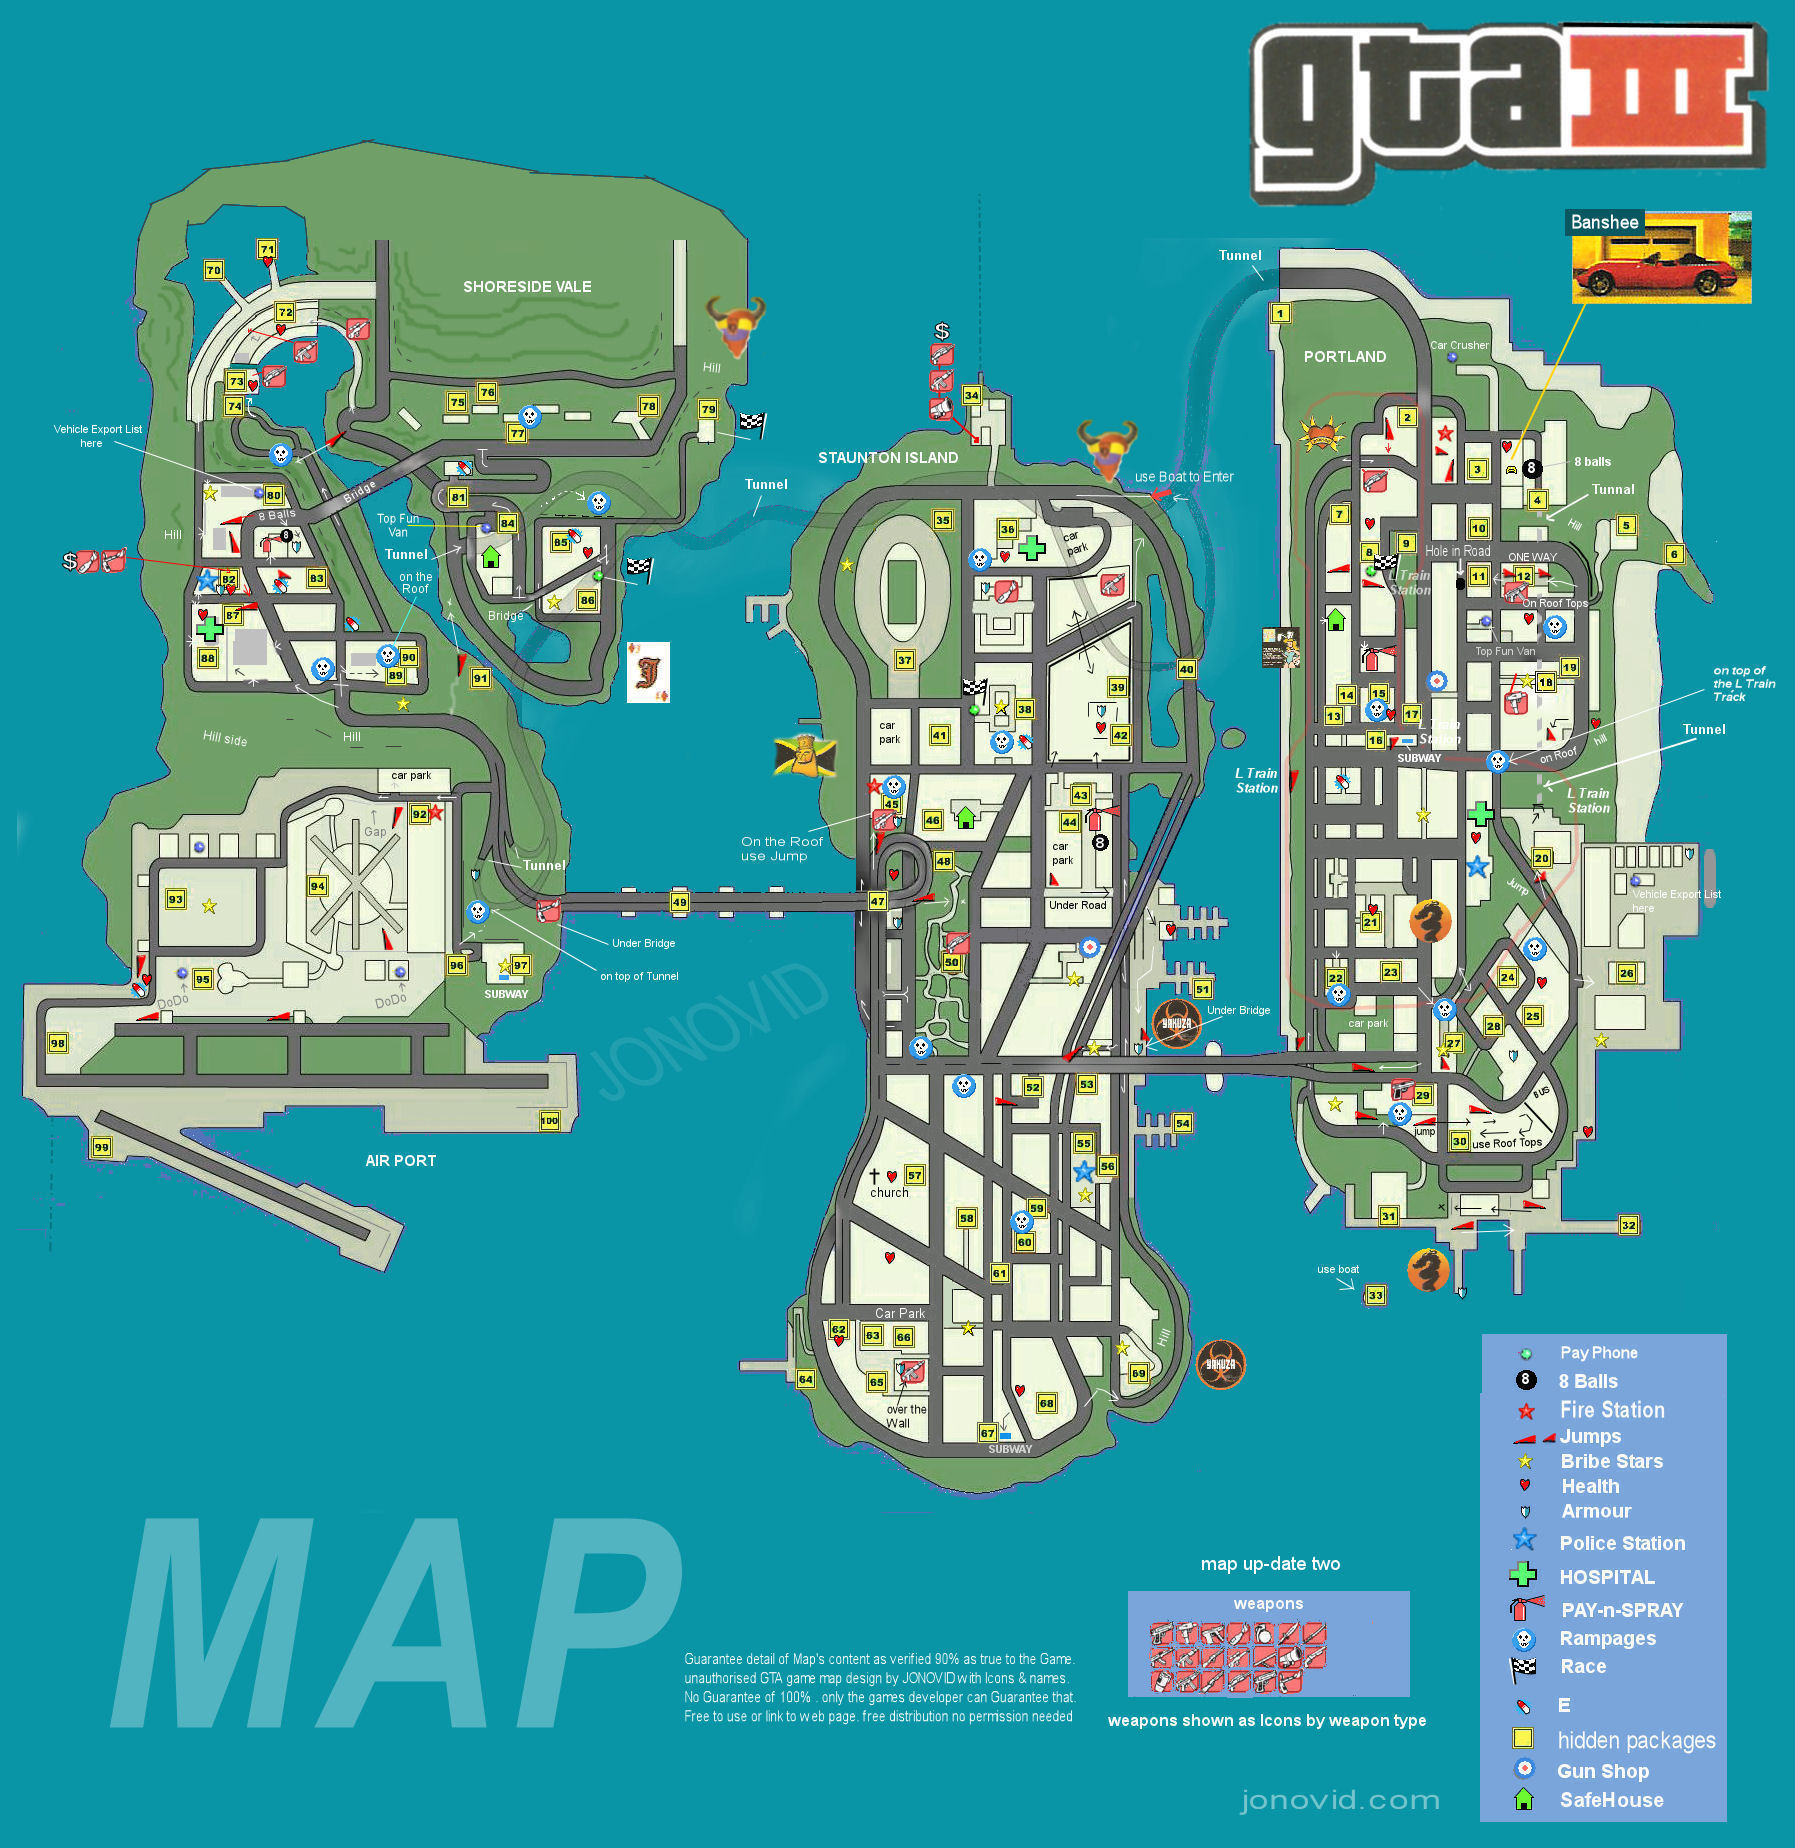 gta III
Banshee
Tunnel
71
70
1
SHORESIDE VALE
72
PORTLAND
Car Crusher
Hill
73
74
75
76
77
78
79
34
2
Vehicle Export List
here
STAUNTON ISLAND
8
8 balls
3
use Boat to Enter
Tunnel
Tunnal
80
Bridge
81
4
8 Balls
Top Fun
Van
84
35
36
7
10
Hill
5
Hill
8
85
car
park
9
8
Hole in Road
ONE WAY
6
Tunnel
$
82
83
on the
Roof
L Train
Station
11
12
On Roof Tops
87
Bridge
86
88
90
89
91
37
40
Top Fun Van
19
18
on top of
the L Train
Track
39
38
14
15
13
17
Hill side
Hill
car
park
41
42
16
L Train
Station
SUBWAY
on Roof
hill
Tunnel
car park
L Train
Station
L Train
Station
92
Gap
43
45
46
44
On the Roof
use Jump
8
car
park
48
20
Tunnel
94
Jump
93
49
47
Under Road
Vehicle Export List
here
21
Under Bridge
96
97
50
on top of Tunnel
95
22
23
24
26
SUBWAY
DoDo
DoDo
51
Under Bridge
YAKUZA
car park
25
28
98
27
JONOVID
52
53
29
BUS
100
54
jump
30
use Roof Tops
99
55
AIR PORT
56
57
church
59
58
60
31
32
61
use boat
33
$
Car Park
62
63
66
Hill
64
65
69
YAKUZA
over the
Wall
68
67
SUBWAY
Pay Phone
8
8 Balls
Fire Station
Jumps
Bribe Stars
Health
Armour
Police Station
HOSPITAL
PAY-n-SPRAY
Rampages
Race
E
hidden packages
Gun Shop
SafeHouse
MAP
map up-date two
weapons
weapons shown as Icons by weapon type
Guarantee detail of Map's content as verified 90% as true to the Game.
unauthorised GTA game map design by JONOVID with Icons & names.
No Guarantee of 100% . only the games developer can Guarantee that.
Free to use or link to web page. free distribution no permission needed
jonovid.com